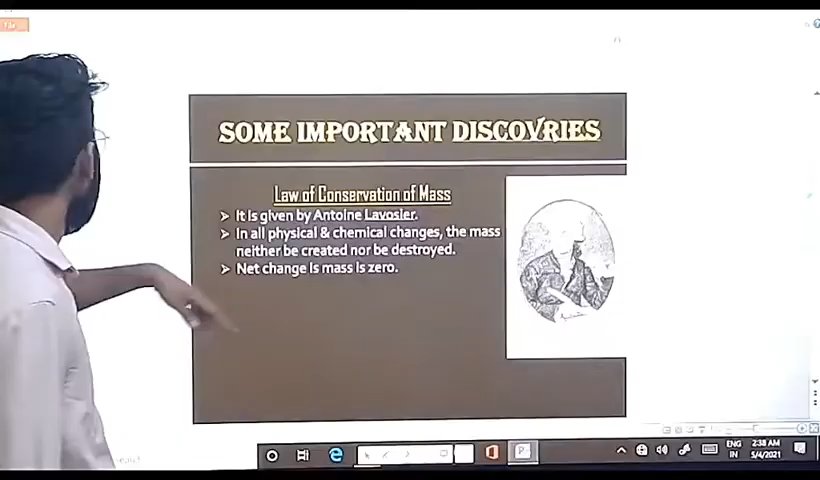 File
SOME IMPORTANT DISCOVRIES
Law of Conservation of Mass
➢ It is given by Antoine Lavosier.
➢ In all physical & chemical changes, the mass
neither be created nor be destroyed.
➢ Net change is mass is zero.
search
ENG
IN
2:38 AM
5/4/2021